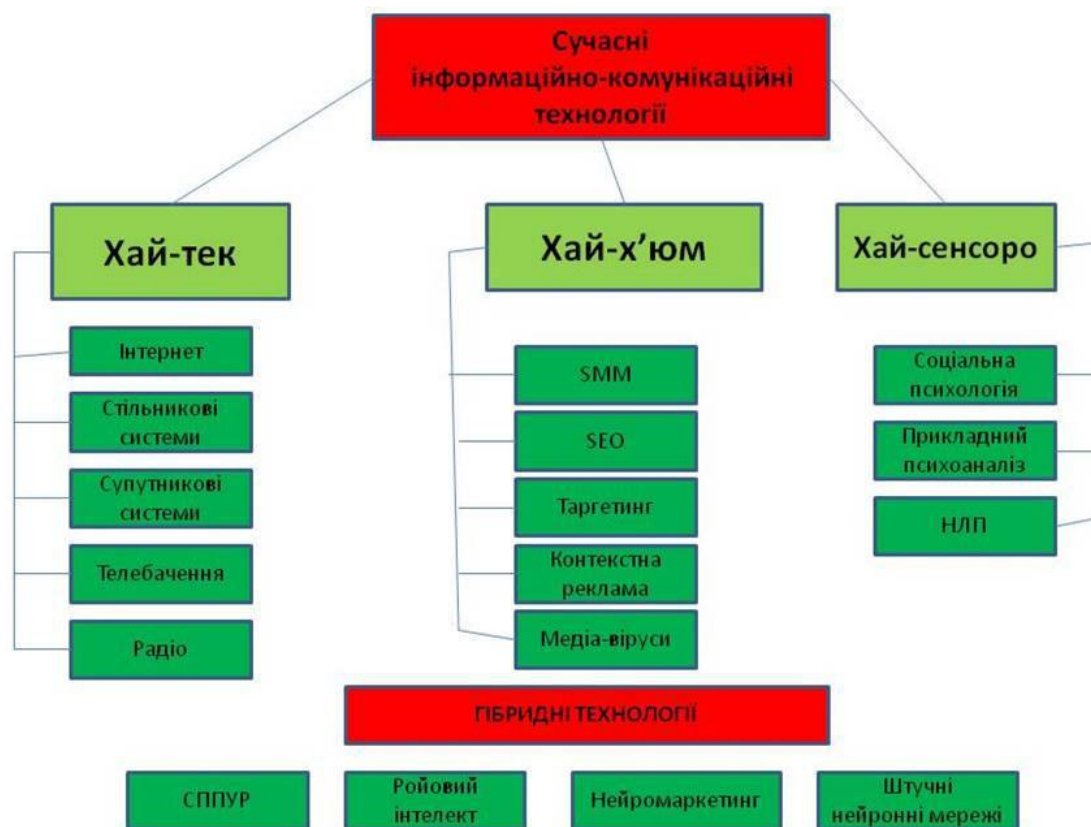 Сучасні
інформаційно-комунікаційні
технології
Хай-тек
Хай-х’юм
Хай-сенсоро
Інтернет
Стільникові
системи
Супутникові
системи
Телебачення
Радіо
SMM
SEO
Таргетинг
Контекстна
реклама
Медіа-віруси
Соціальна
психологія
Прикладний
психоаналіз
НЛП
ГІБРИДНІ ТЕХНОЛОГІЇ
СППУР
Ройовий
інтелект
Нейромаркетинг
Штучні
нейронні мережі